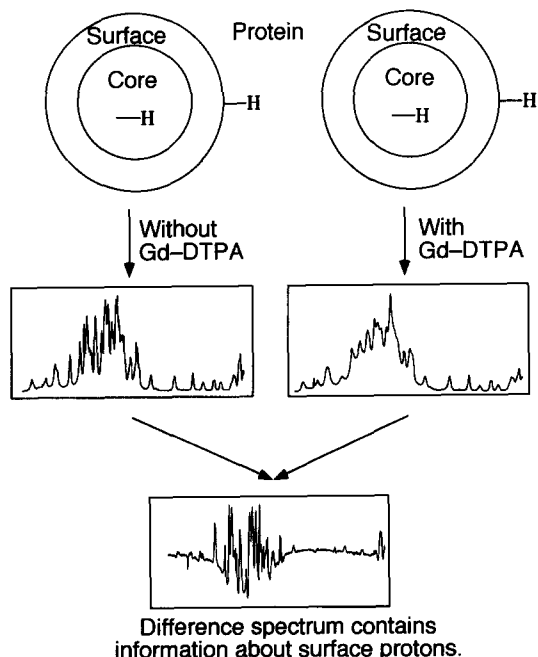 Surface
Protein
Surface
Core
Core
—H
—H
—H
—H
Without
Gd–DTPA
With
Gd–DTPA
Difference spectrum contains
information about surface protons.